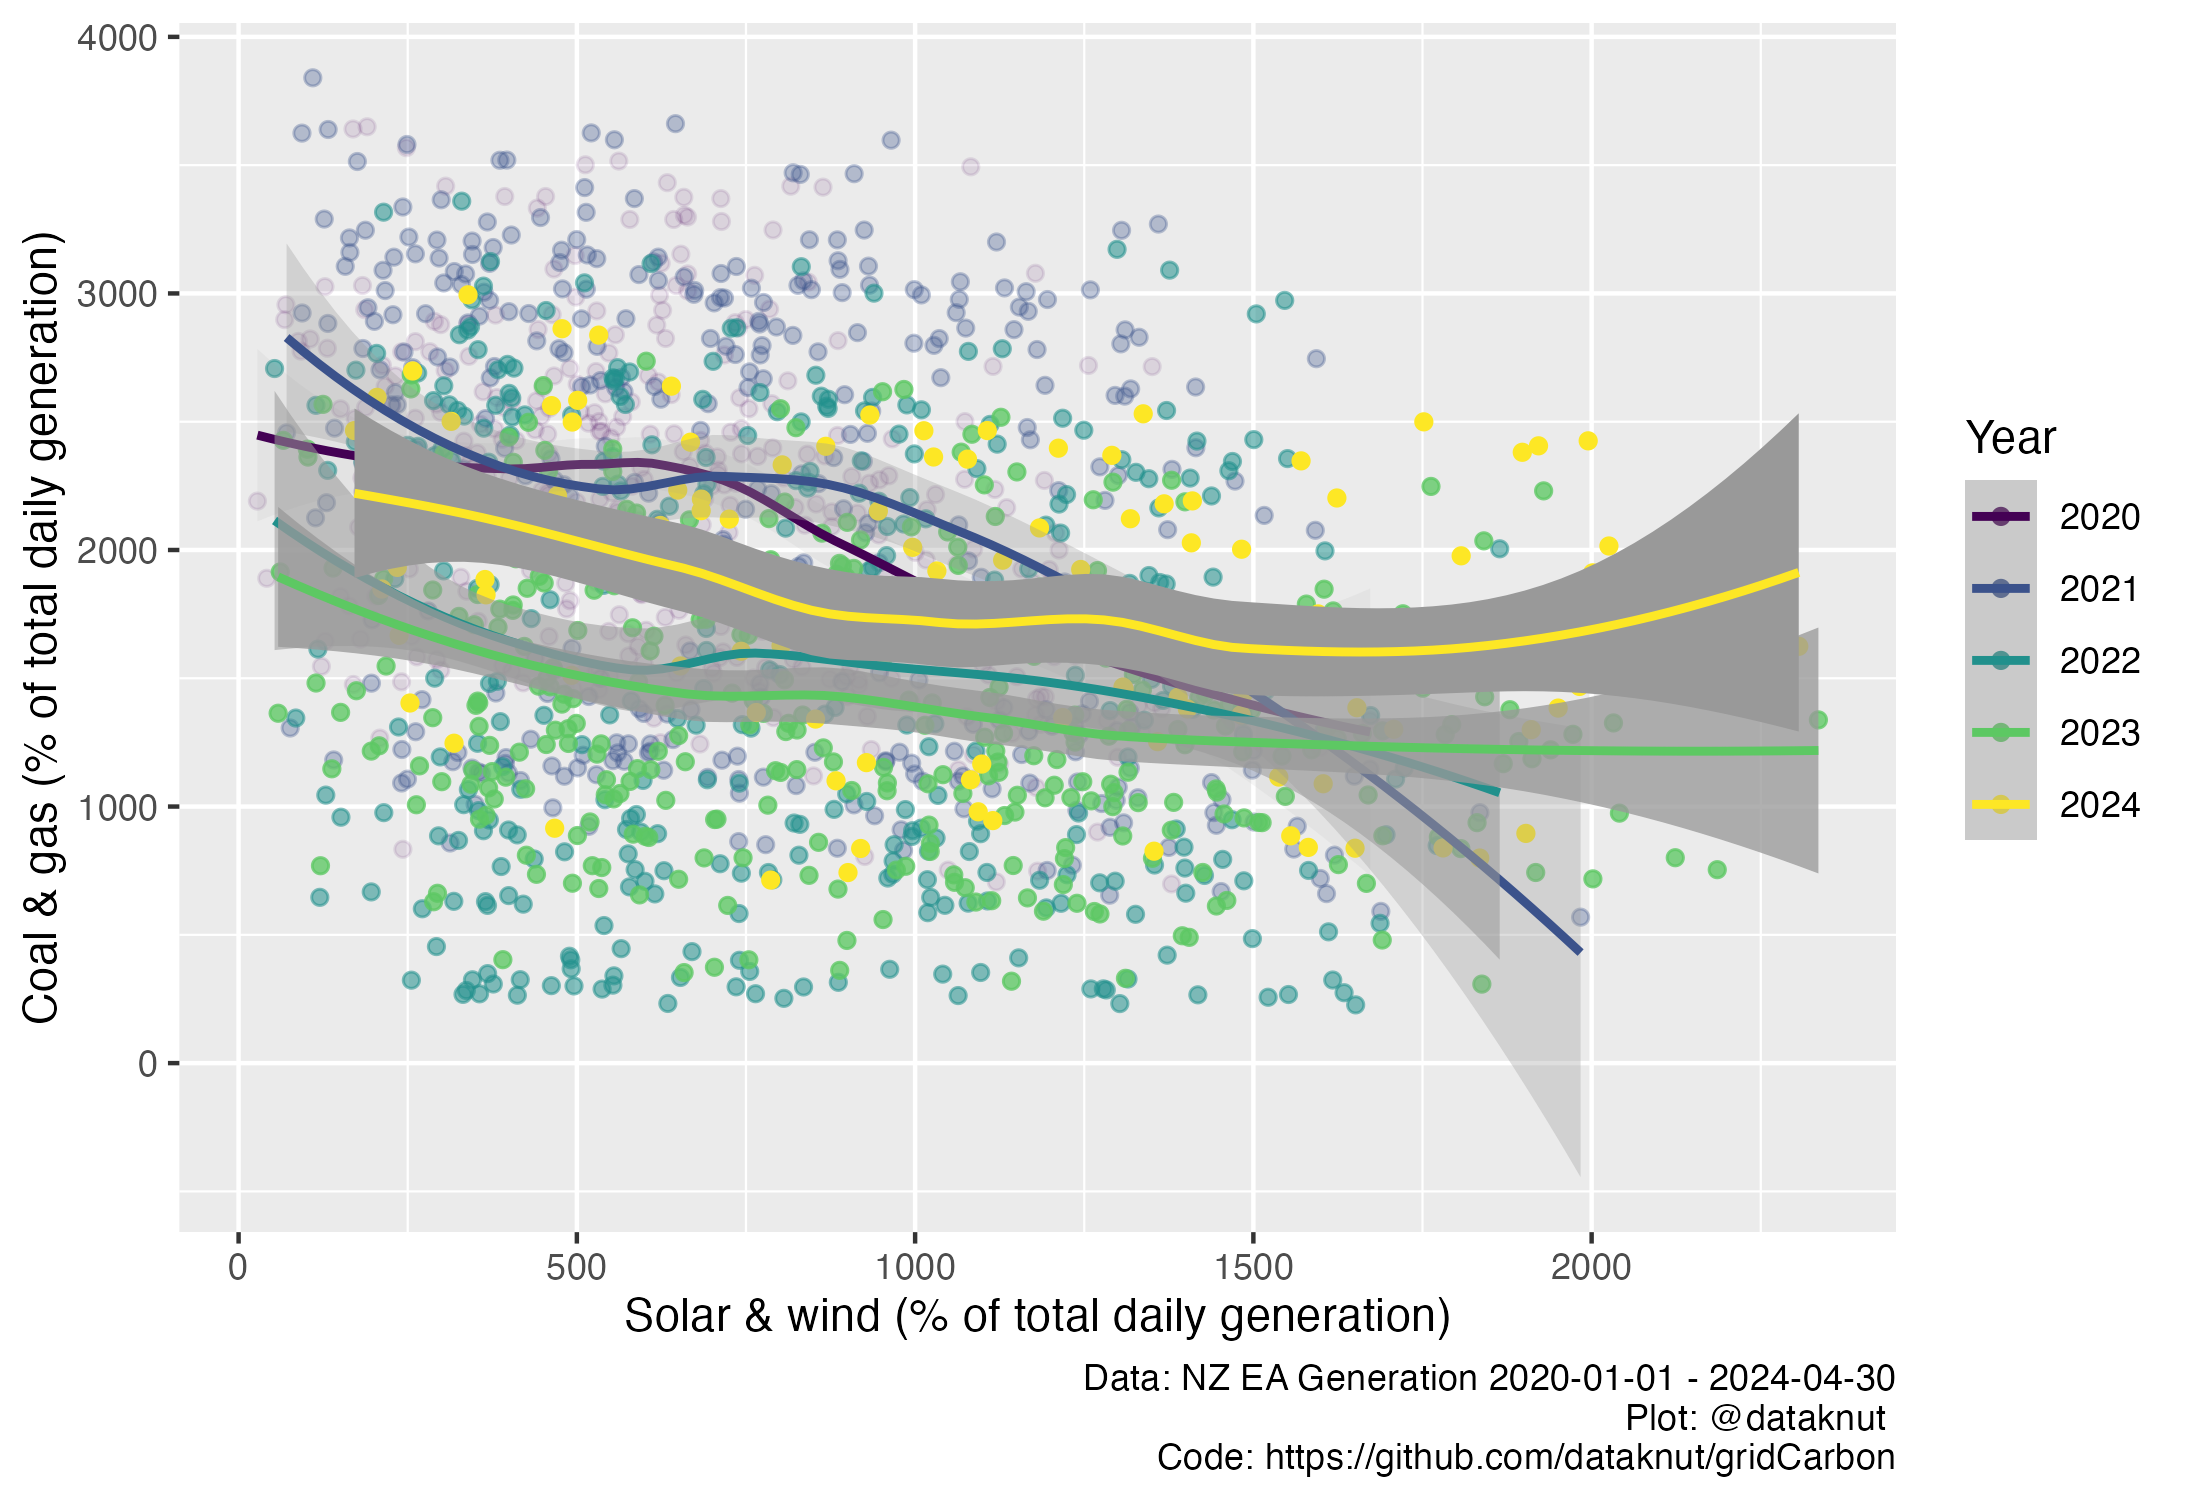 4000
3000
2000
1000
0
Coal & gas (% of total daily generation)
0 500 1000 1500 2000
Solar & wind (% of total daily generation)
Year
2020
2021
2022
2023
2024
Data: NZ EA Generation 2020-01-01 - 2024-04-30
Plot: @dataknut
Code: https://github.com/dataknut/gridCarbon